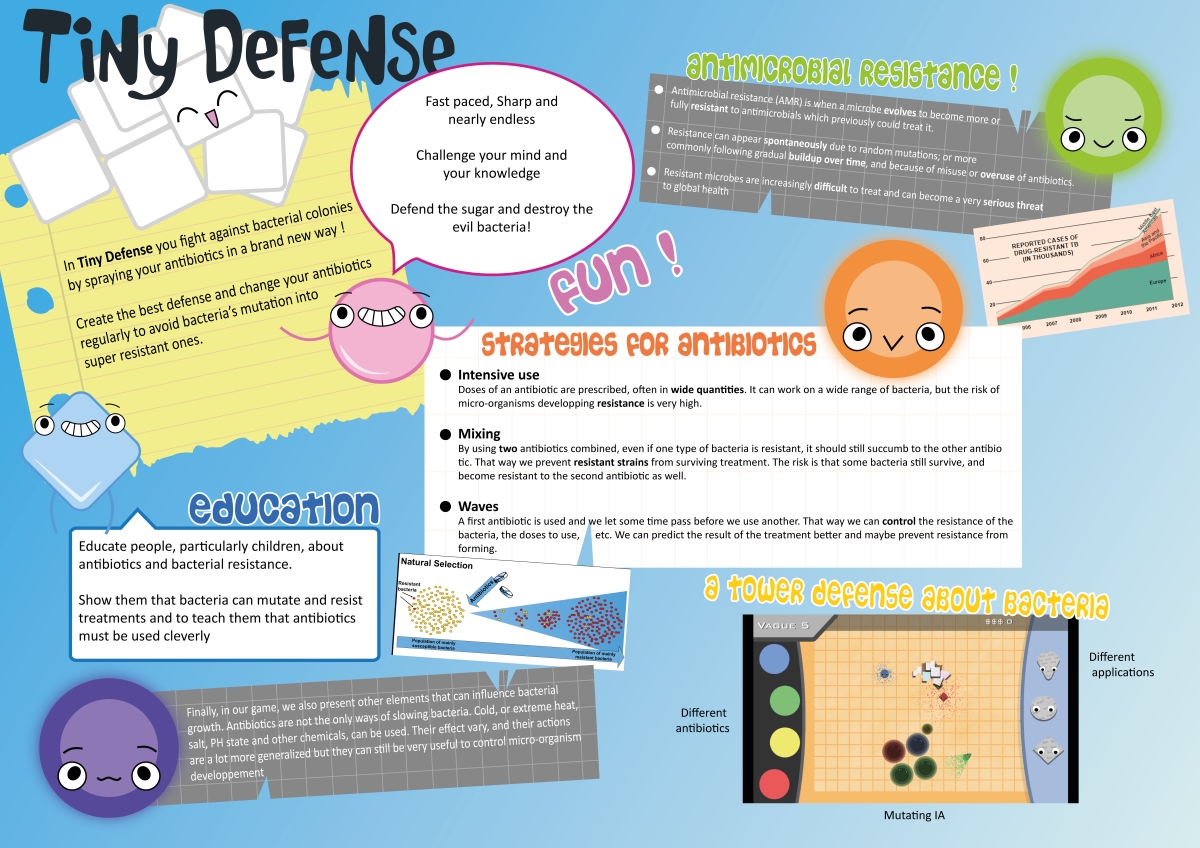 Tiny Defense
Fast paced, Sharp and
nearly endless
Challenge your mind and
your knowledge
Defend the sugar and destroy the
evil bacteria!
In Tiny Defense you fight against bacterial colonies
by spraying your antibiotics in a brand new way !
Create the best defense and change your antibiotics
regularly to avoid bacteria's mutation into
super resistant ones.
fun !
Antimicrobial Resistance !
Antimicrobial resistance (AMR) is when a microbe evolves to become more or
fully resistant to antimicrobials which previously could treat it.
Resistance can appear spontaneously due to random mutations; or more
commonly following gradual buildup over time, and because of misuse or overuse of antibiotics.
Resistant microbes are increasingly difficult to treat and can become a very serious threat
to global health
REPORTED CASES OF
DRUG-RESISTANT TB
(IN THOUSANDS)
80
60
40
20
Asia and
the Pacific
Africa
Europe
2007 2008 2009 2010 2011 2012
Strategies for antibiotics
Intensive use
Doses of an antibiotic are prescribed, often in wide quantities. It can work on a wide range of bacteria, but the risk of
micro-organisms developping resistance is very high.
Mixing
By using two antibiotics combined, even if one type of bacteria is resistant, it should still succumb to the other antibio
tic. That way we prevent resistant strains from surviving treatment. The risk is that some bacteria still survive, and
become resistant to the second antibiotic as well.
Waves
A first antibiotic is used and we let some time pass before we use another. That way we can control the resistance of the
bacteria, the doses to use, etc. We can predict the result of the treatment better and maybe prevent resistance from
forming.
education
Educate people, particularly children, about
antibiotics and bacterial resistance.
Show them that bacteria can mutate and resist
treatments and to teach them that antibiotics
must be used cleverly
Natural Selection
Resistant
bacteria
Antibiotics
Population of mainly
susceptible bacteria
Population of mainly
resistant bacteria
Finally, in our game, we also present other elements that can influence bacterial
growth. Antibiotics are not the only ways of slowing bacteria. Cold, or extreme heat,
salt, PH state and other chemicals, can be used. Their effect vary, and their actions
are a lot more generalized but they can still be very useful to control micro-organism
developpement
a tower defense about bacteria
Vague 5
999 0
Different
antibiotics
Different
applications
Mutating IA